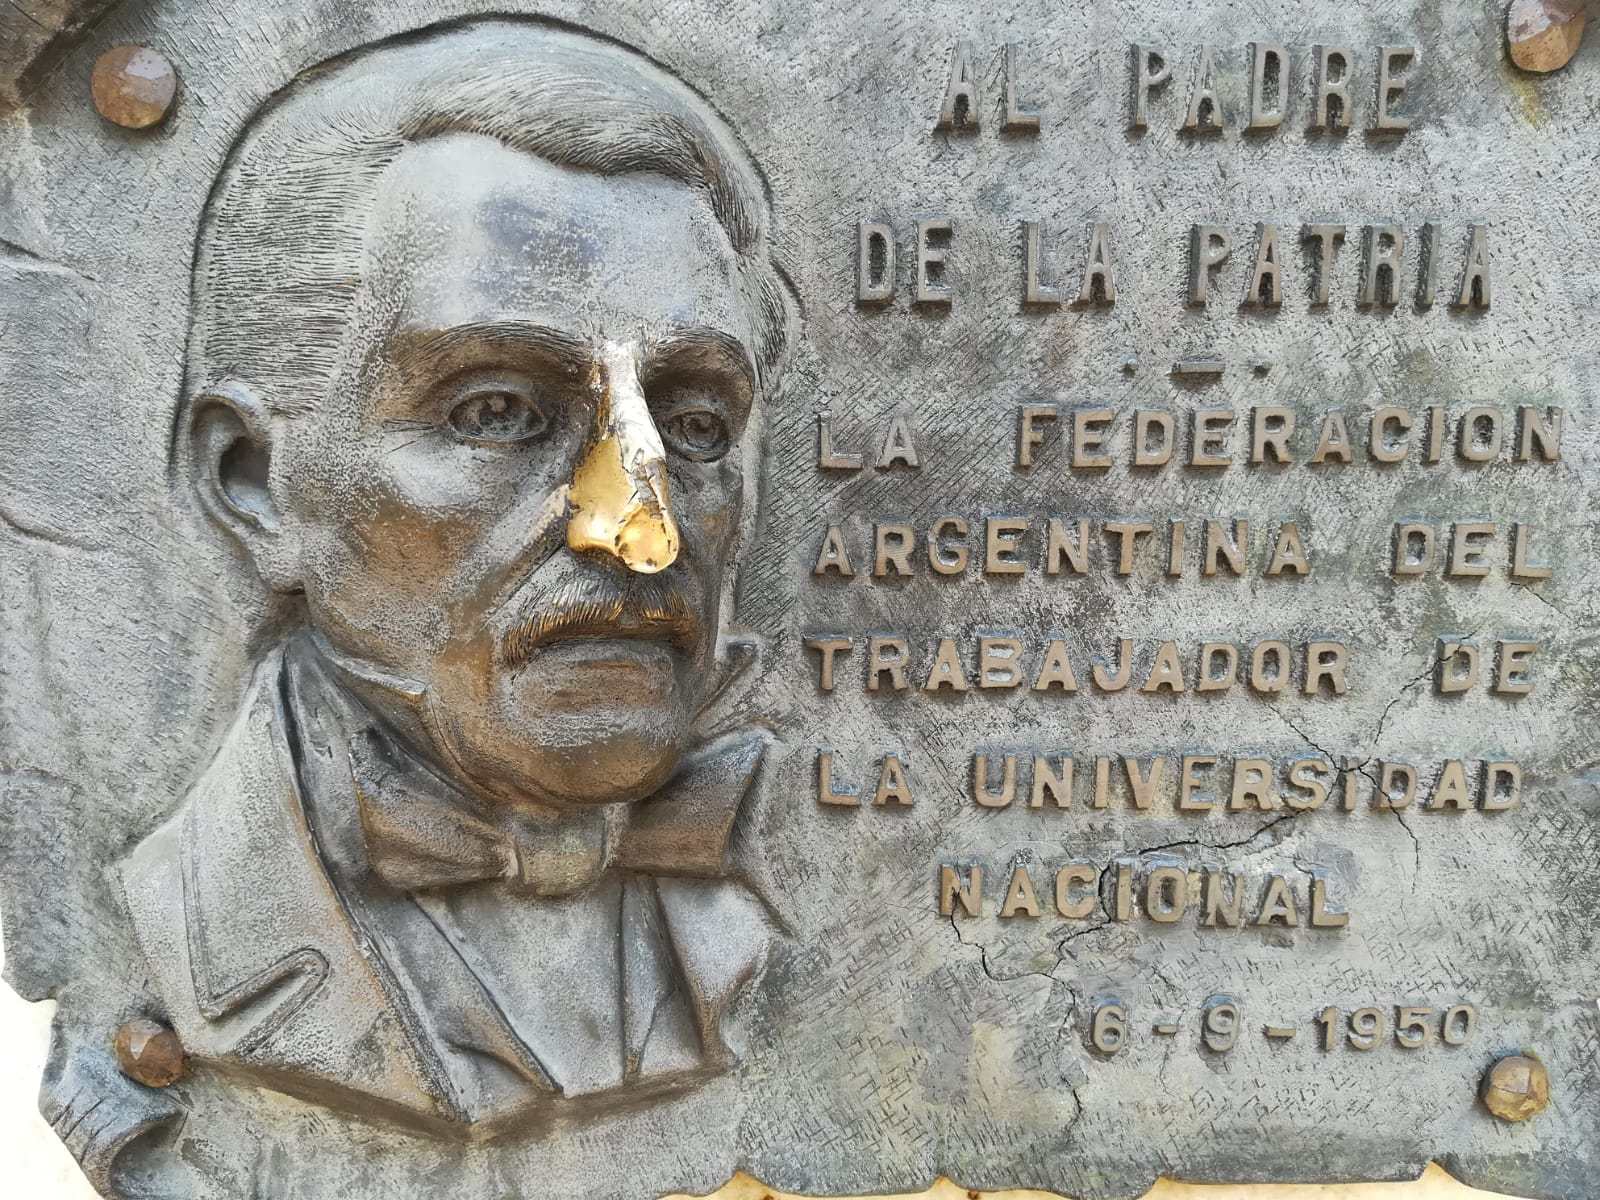 AL PADRE
DE LA PATRIA
. — .
LA FEDERACION
ARGENTINA DEL
TRABAJADOR DE
LA UNIVERSIDAD
NACIONAL
6-9-1950